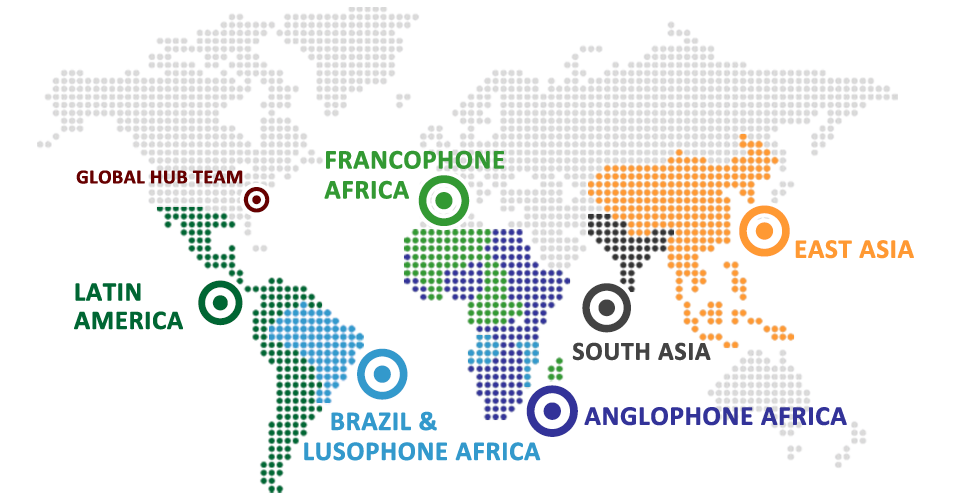 FRANCOPHONE
AFRICA
GLOBAL HUB TEAM
EAST ASIA
LATIN
AMERICA
SOUTH ASIA
BRAZIL &
LUSOPHONE AFRICA
ANGLOPHONE AFRICA